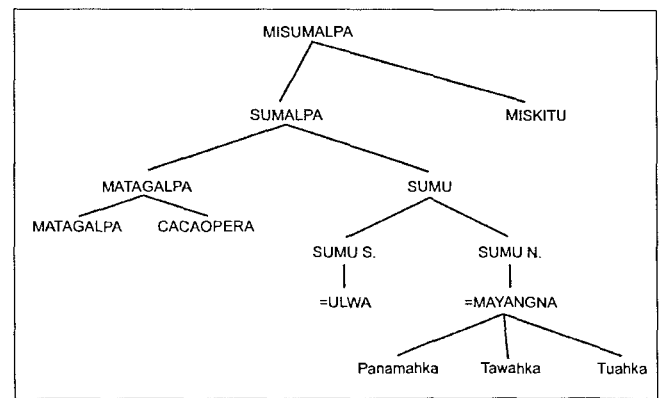 MISUMALPA
SUMALPA MISKITU
MATAGALPA SUMU
MATAGALPA CACAOPERA
SUMU S. SUMU N.
=ULWA =MAYANGNA
Panamahka Tawahka Tuahka